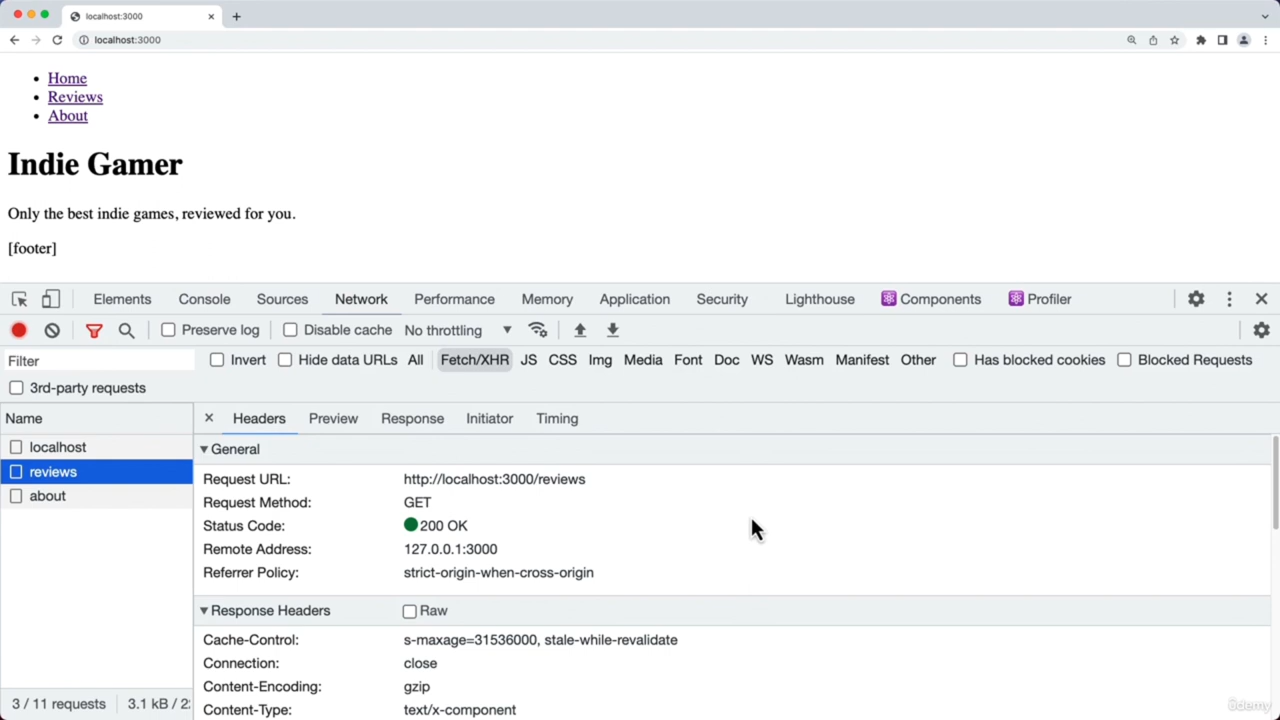 localhost:3000
localhost:3000
Home
Reviews
About
Indie Gamer
Only the best indie games, reviewed for you.
[footer]
Elements Console Sources Network Performance Memory Application Security Lighthouse Components Profiler
Preserve log Disable cache No throttling
Filter Invert Hide data URLs All Fetch/XHR JS CSS Img Media Font Doc WS Wasm Manifest Other Has blocked cookies Blocked Requests
3rd-party requests
Name Headers Preview Response Initiator Timing
localhost
reviews
about
General
Request URL: http://localhost:3000/reviews
Request Method: GET
Status Code: 200 OK
Remote Address: 127.0.0.1:3000
Referrer Policy: strict-origin-when-cross-origin
Response Headers Raw
Cache-Control: s-maxage=31536000, stale-while-revalidate
Connection: close
Content-Encoding: gzip
Content-Type: text/x-component
3 / 11 requests 3.1 kB / 2
ûdemy